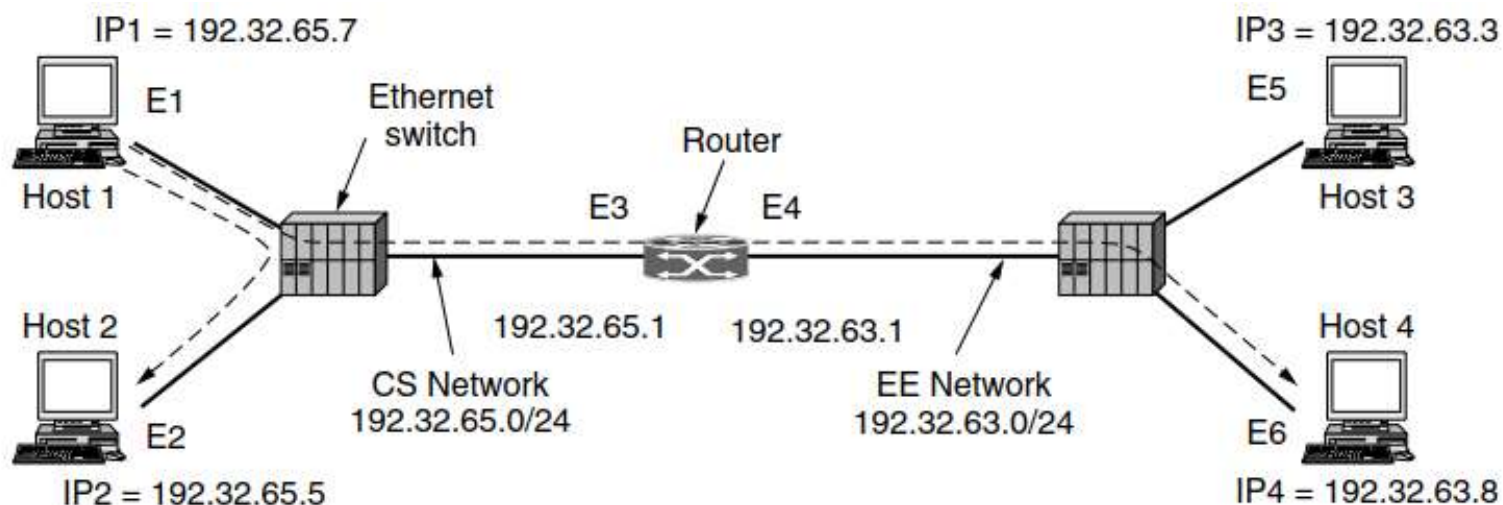 IP1 = 192.32.65.7
IP3 = 192.32.63.3
E1
Ethernet
switch
Router
E5
Host 1
E3
E4
Host 3
Host 2
192.32.65.1
192.32.63.1
Host 4
CS Network
192.32.65.0/24
EE Network
192.32.63.0/24
E2
E6
IP2 = 192.32.65.5
IP4 = 192.32.63.8